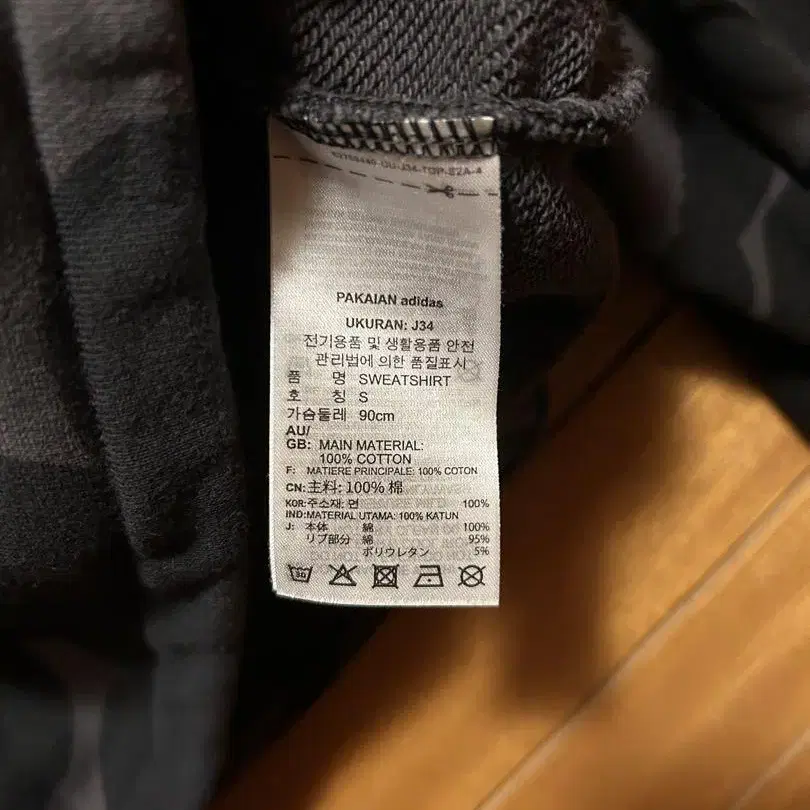 PAKAIAN adidas
UKURAN: J34
전기용품 및 생활용품 안전
관리법에 의한 품질표시
품 명 SWEATSHIRT
호 칭 S
가슴둘레 90cm
AU/
GB: MAIN MATERIAL:
100% COTTON
F: MATIERE PRINCIPALE: 100% COTON
CN:主料: 100% 棉
KOR:주소재: 면 100%
IND:MATERIAL UTAMA: 100% KATUN
J: 本体 綿 100%
リブ部分 綿 95%
ポリウレタン 5%
30